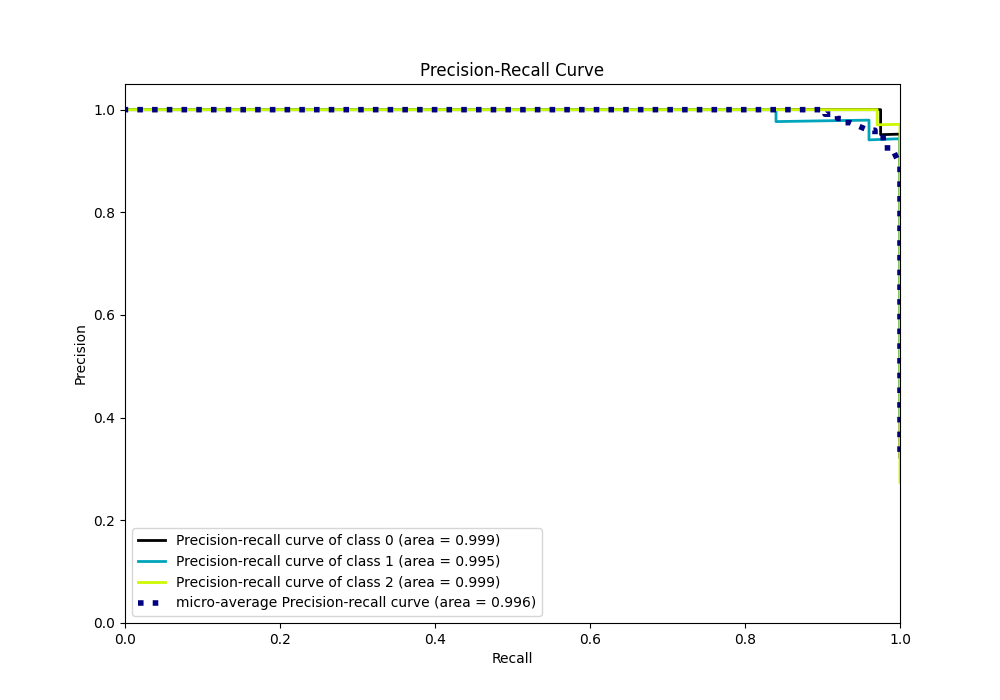 Precision-Recall Curve
1.0
0.8
0.6
0.4
0.2
0.0
Precision
Precision-recall curve of class 0 (area = 0.999)
Precision-recall curve of class 1 (area = 0.995)
Precision-recall curve of class 2 (area = 0.999)
micro-average Precision-recall curve (area = 0.996)
0.0 0.2 0.4 0.6 0.8 1.0
Recall